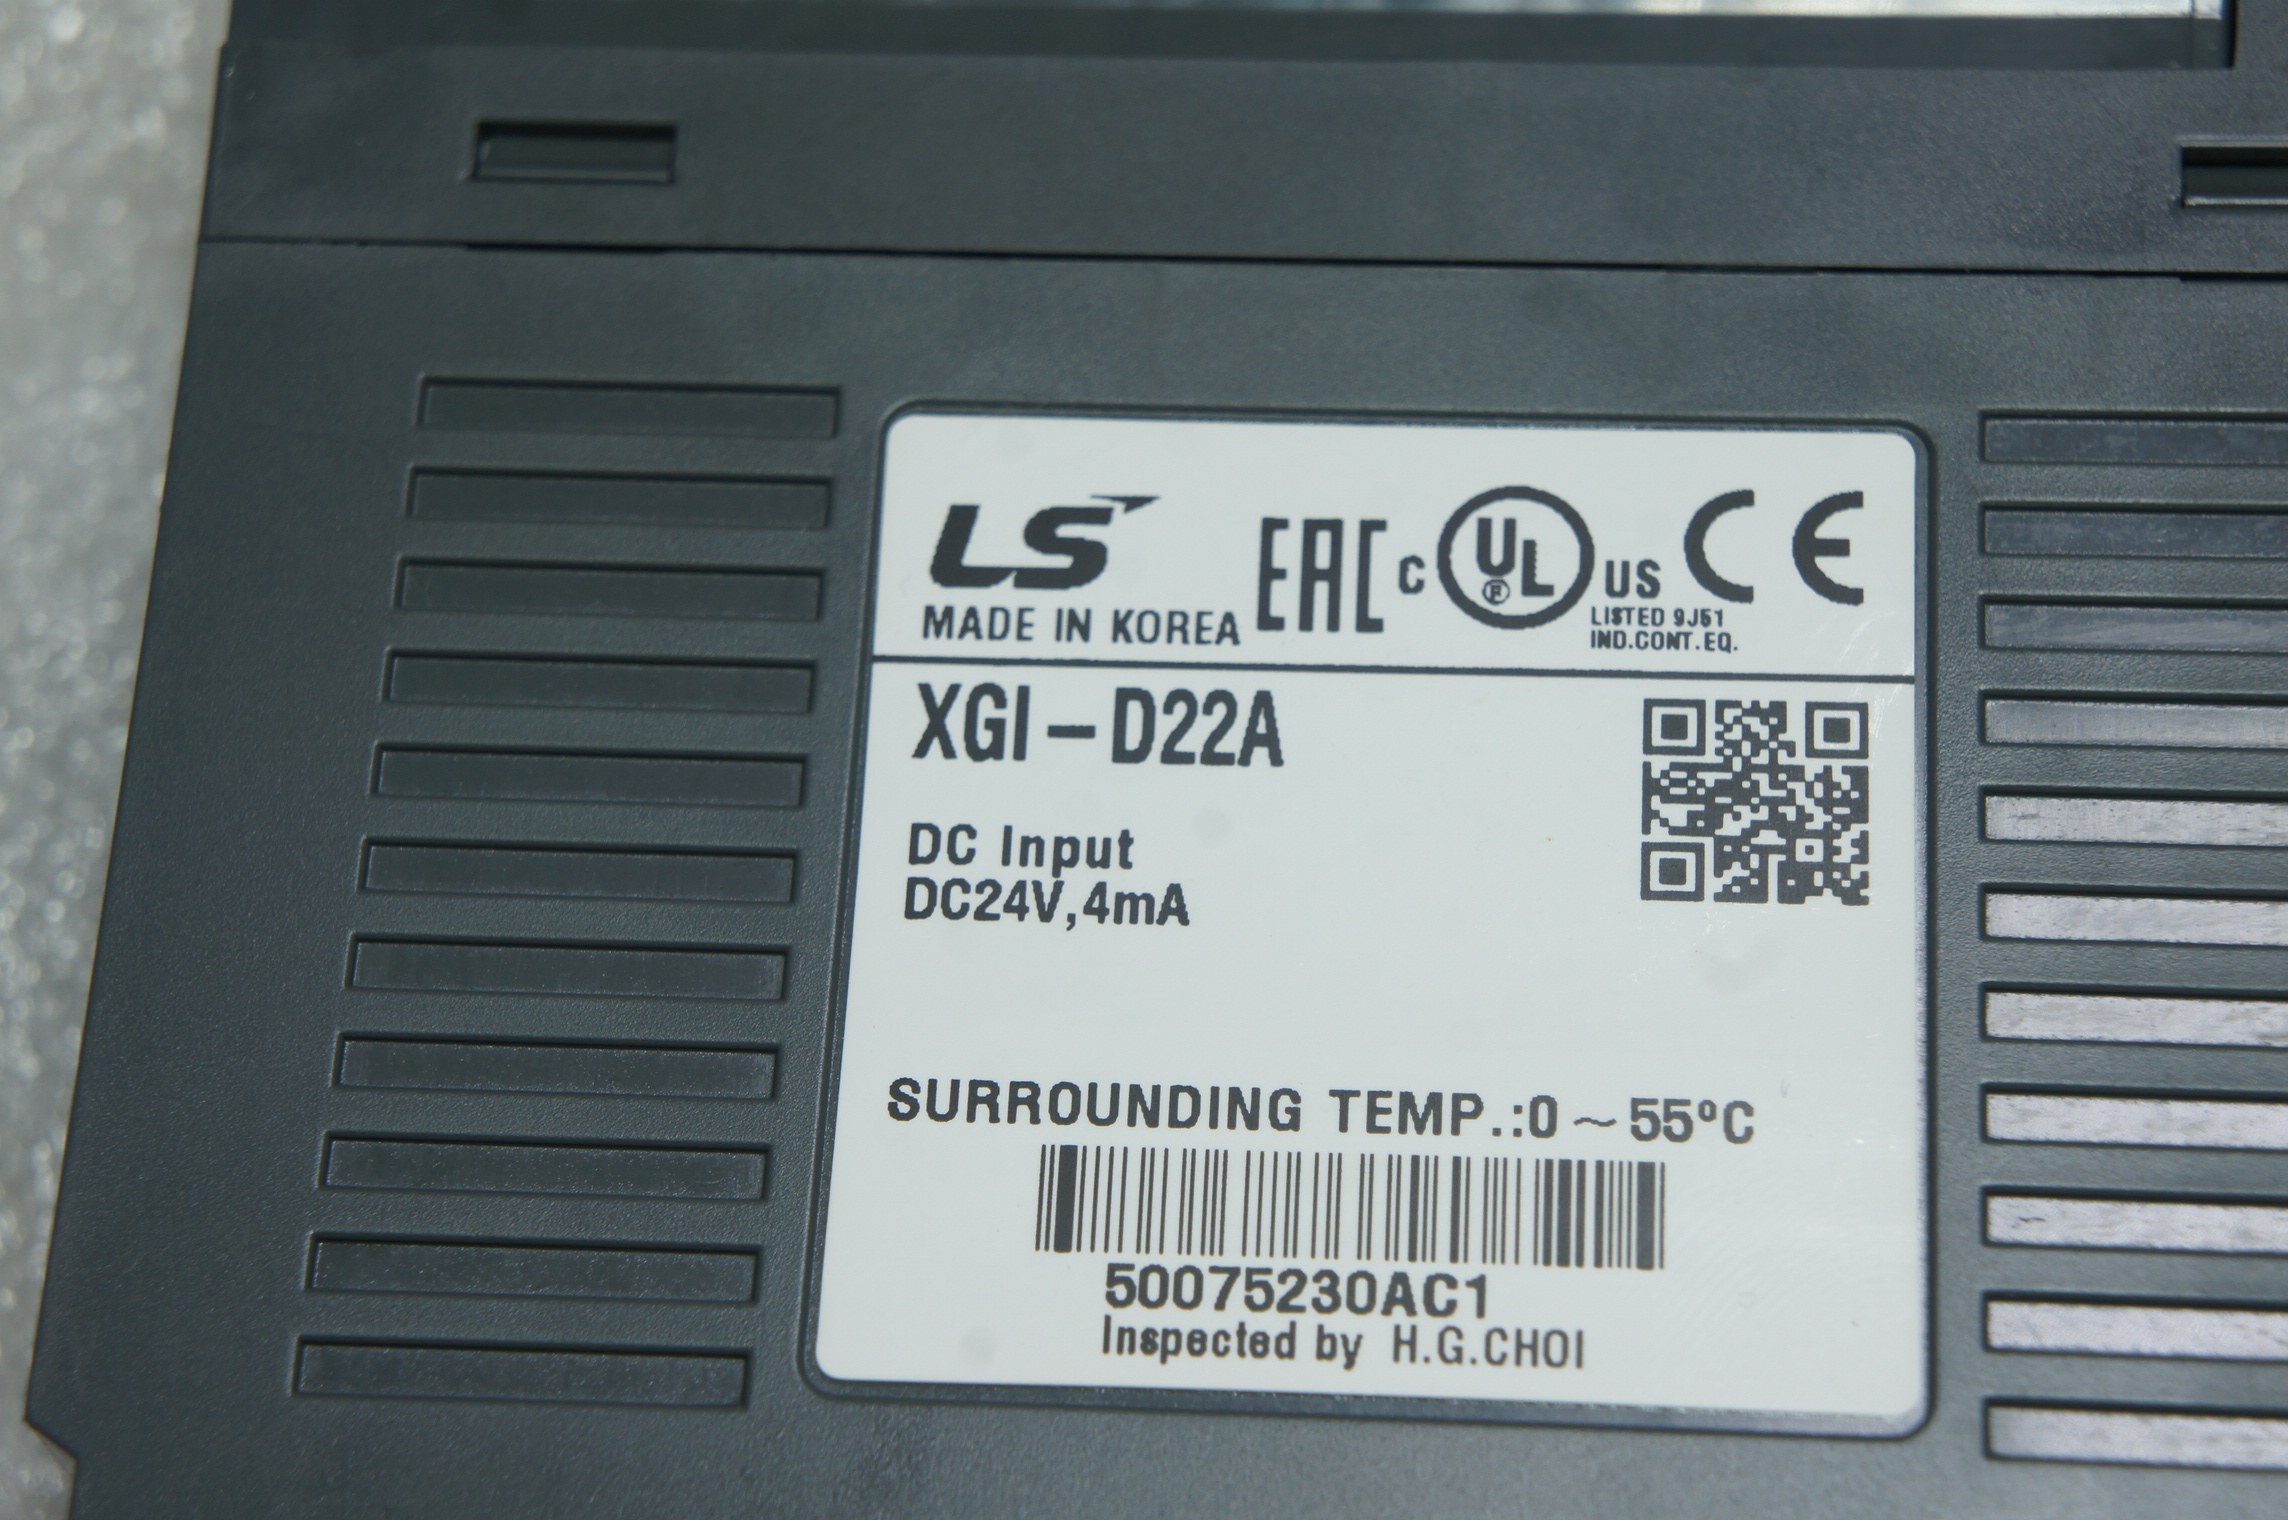 LS
MADE IN KOREA
EAC
C UL US
LISTED 9J51
IND.CONT.EQ.
CE
XGI-D22A
DC Input
DC24V,4mA
SURROUNDING TEMP.:0~55°C
50075230AC1
Inspected by H.G.CHOI